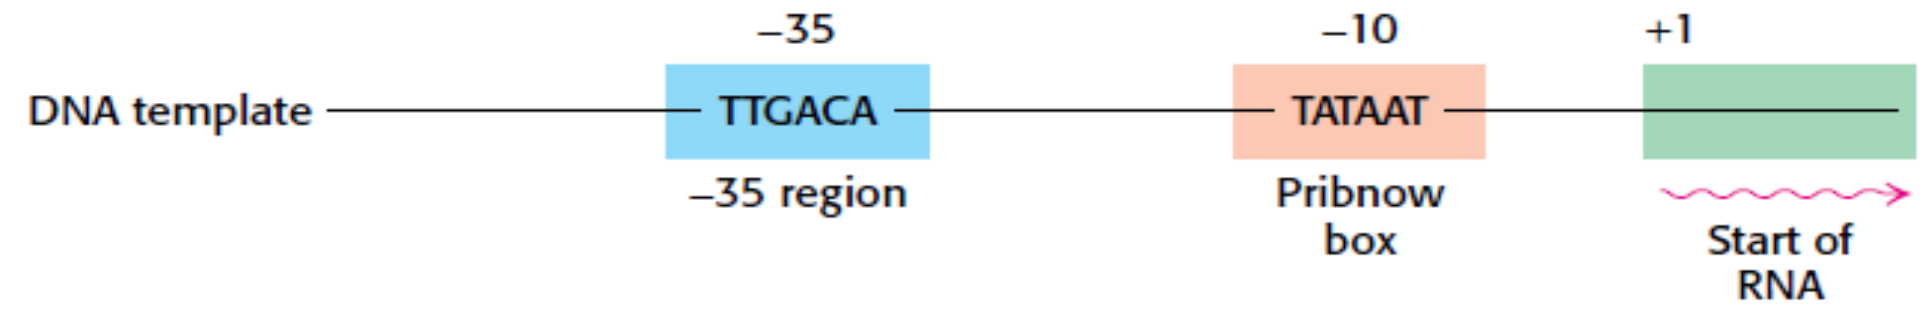 −35 −10 +1
DNA template TTGACA TATAAT
−35 region Pribnow
box
Start of
RNA